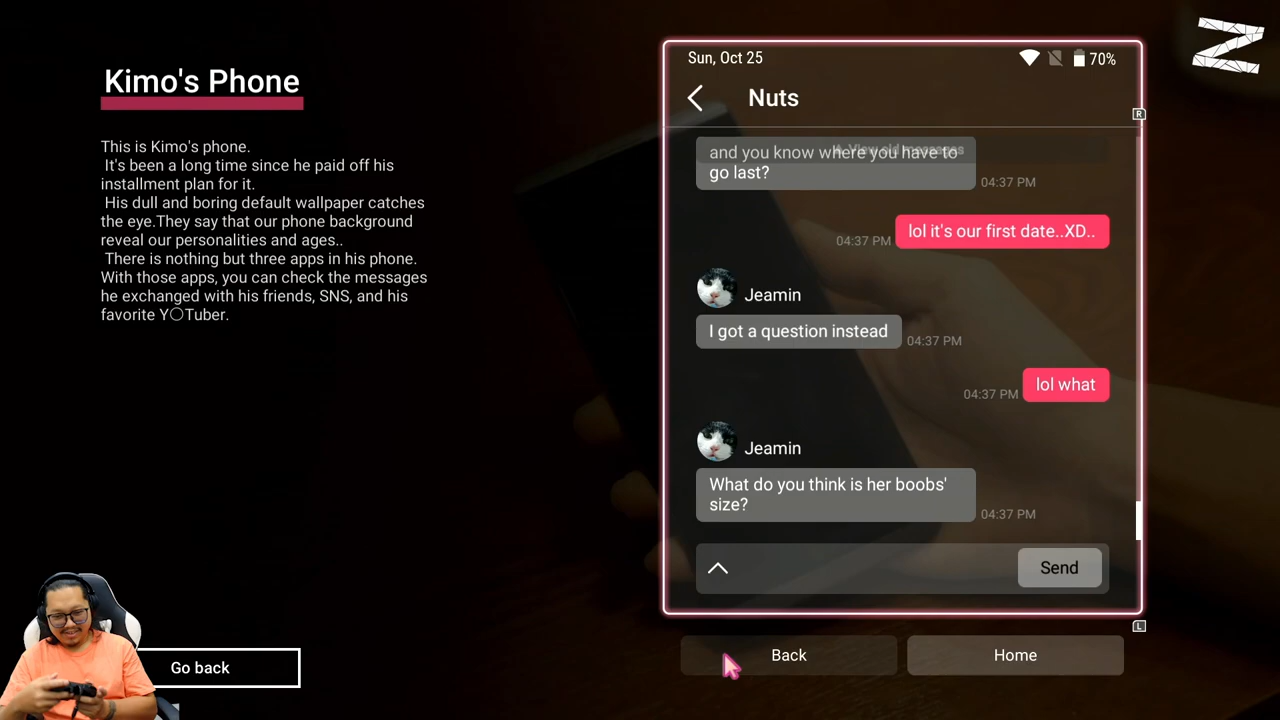 Kimo's Phone
This is Kimo's phone.
It's been a long time since he paid off his
installment plan for it.
His dull and boring default wallpaper catches
the eye.They say that our phone background
reveal our personalities and ages..
There is nothing but three apps in his phone.
With those apps, you can check the messages
he exchanged with his friends, SNS, and his
favorite Y○Tuber.
Go back
Sun, Oct 25
70%
Nuts
R
View old messages
and you know where you have to
go last?
04:37 PM
04:37 PM
lol it's our first date..XD..
Jeamin
I got a question instead
04:37 PM
04:37 PM
lol what
Jeamin
What do you think is her boobs'
size?
04:37 PM
Send
L
Back
Home
Z